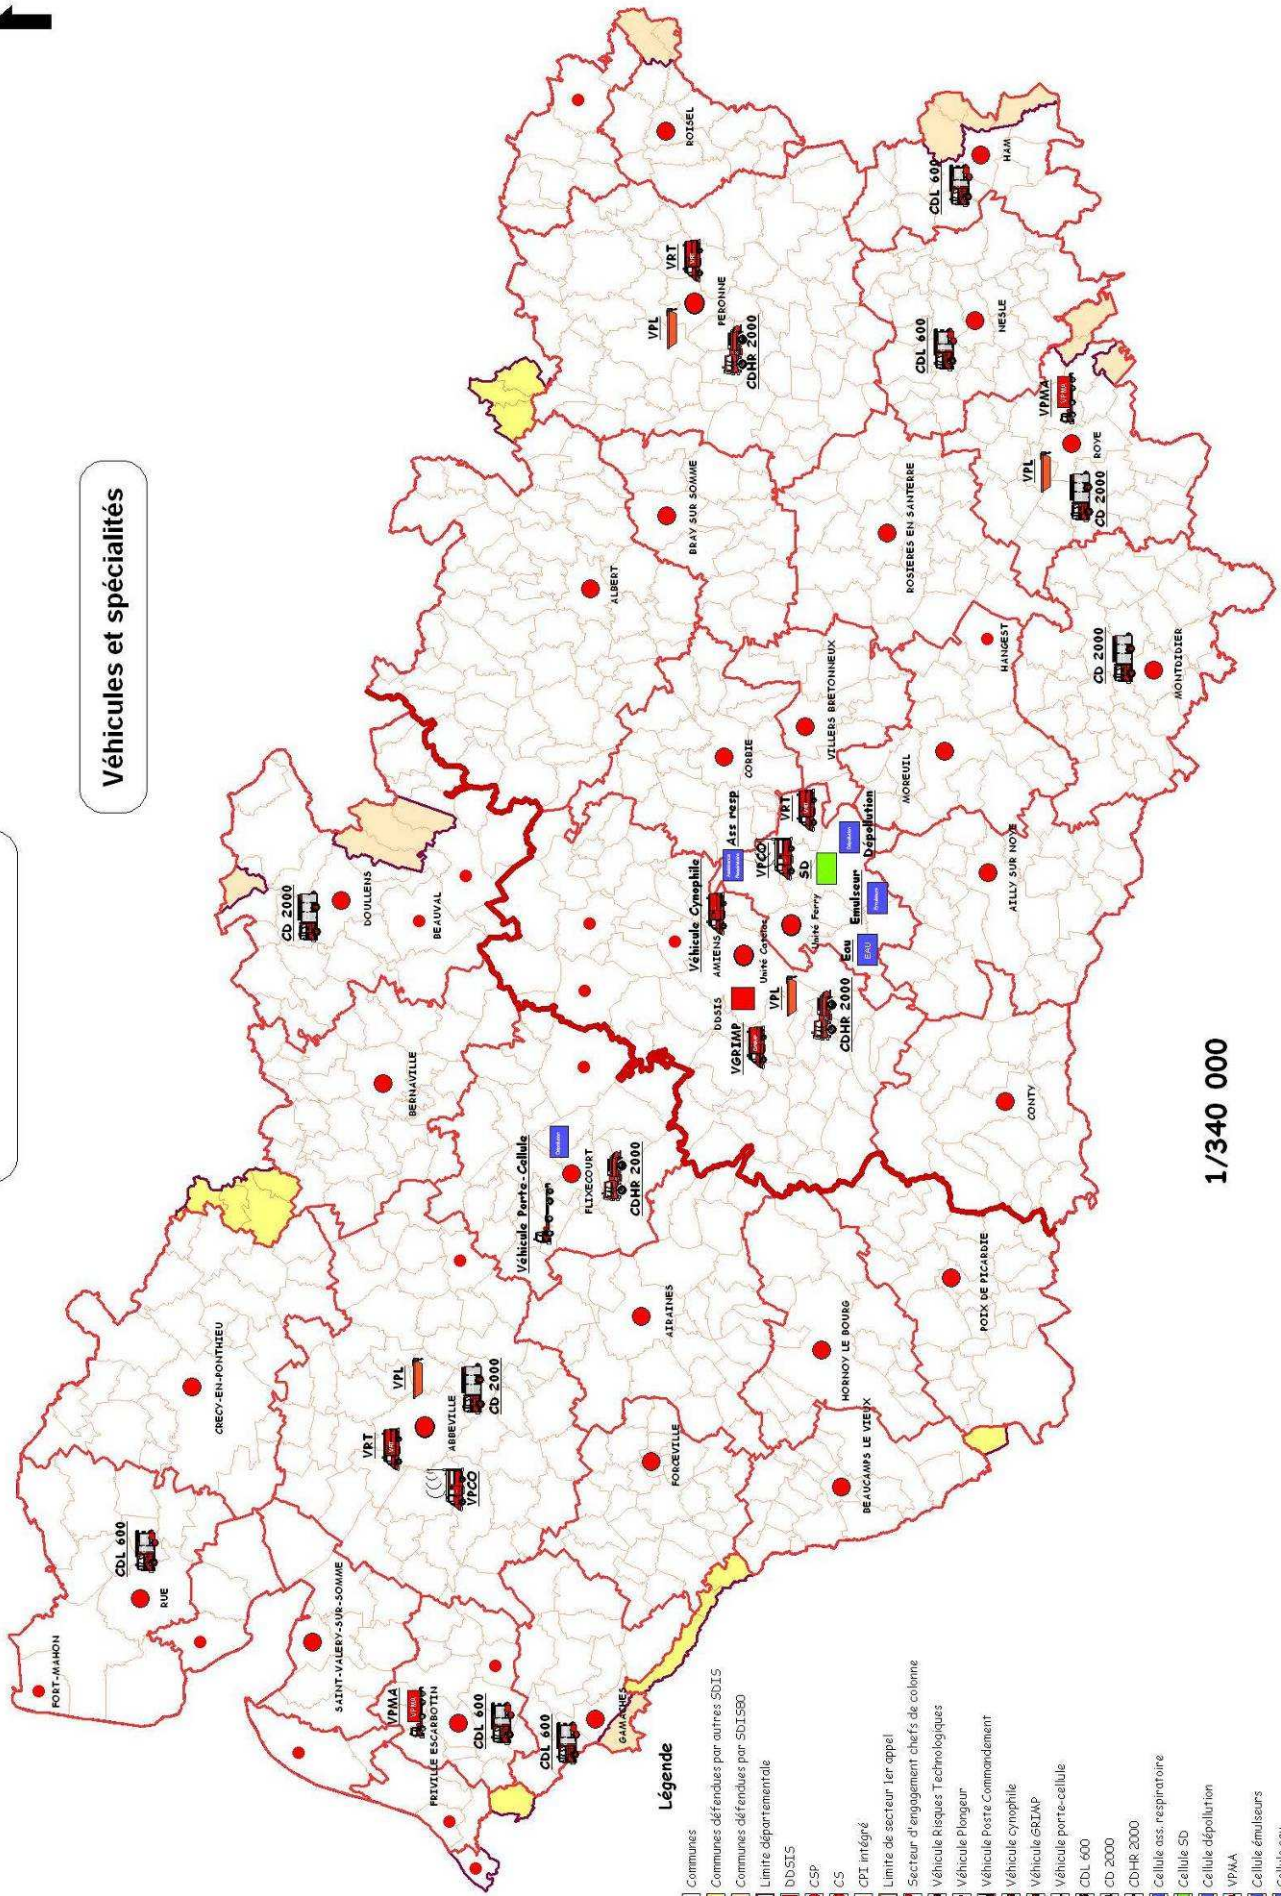 Véhicules et spécialités
FORT-MAHON
RUE
CDL 600
CRECY-EN-PONTHIEU
SAINT-VALERY-SUR-SOMME
VPMA
VPMA
FRIVILLE ESCARBOTIN
CDL 600
CDL 600
GAMACHES
VRT
VPL
ABBEVILLE
VPCO
CD 2000
FORCEVILLE
AIRAINES
BEAUCAMPS LE VIEUX
HORNOY LE BOURG
POIX DE PICARDIE
BERNAVILLE
Véhicule Porte-Cellule
FLIXECOURT
CDHR 2000
CD 2000
DOULLENS
BEAUVAL
CONTY
DDSIS
VGRIMP
VPL
CDHR 2000
AMIENS
Véhicule Cynophile
Unité Catelas
Unité Ferry
Ass resp
VPCO
SD
VRT
Eau
EAU
Emulseur
Dépollution
CORBIE
VILLERS BRETONNEUX
MOREUIL
AILLY SUR NOYE
ALBERT
BRAY SUR SOMME
ROSIERES EN SANTERRE
HANGEST
CD 2000
MONTDIDIER
VPL
VRT
PERONNE
CDHR 2000
ROISEL
CDL 600
HAM
CDL 600
NESLE
VPMA
VPMA
VPL
ROYE
CD 2000
1/340 000
Légende
Communes
Communes défendues par autres SDIS
Communes défendues par SDIS80
Limite départementale
DDSIS
CSP
CS
CPI intégré
Limite de secteur 1er appel
Secteur d'engagement chefs de colonne
Véhicule Risques Technologiques
Véhicule Plongeur
Véhicule Poste Commandement
Véhicule cynophile
Véhicule GRIMP
Véhicule porte-cellule
CDL 600
CD 2000
CDHR 2000
Cellule ass.respiratoire
Cellule SD
Cellule dépollution
VPMA
Cellule émulseurs